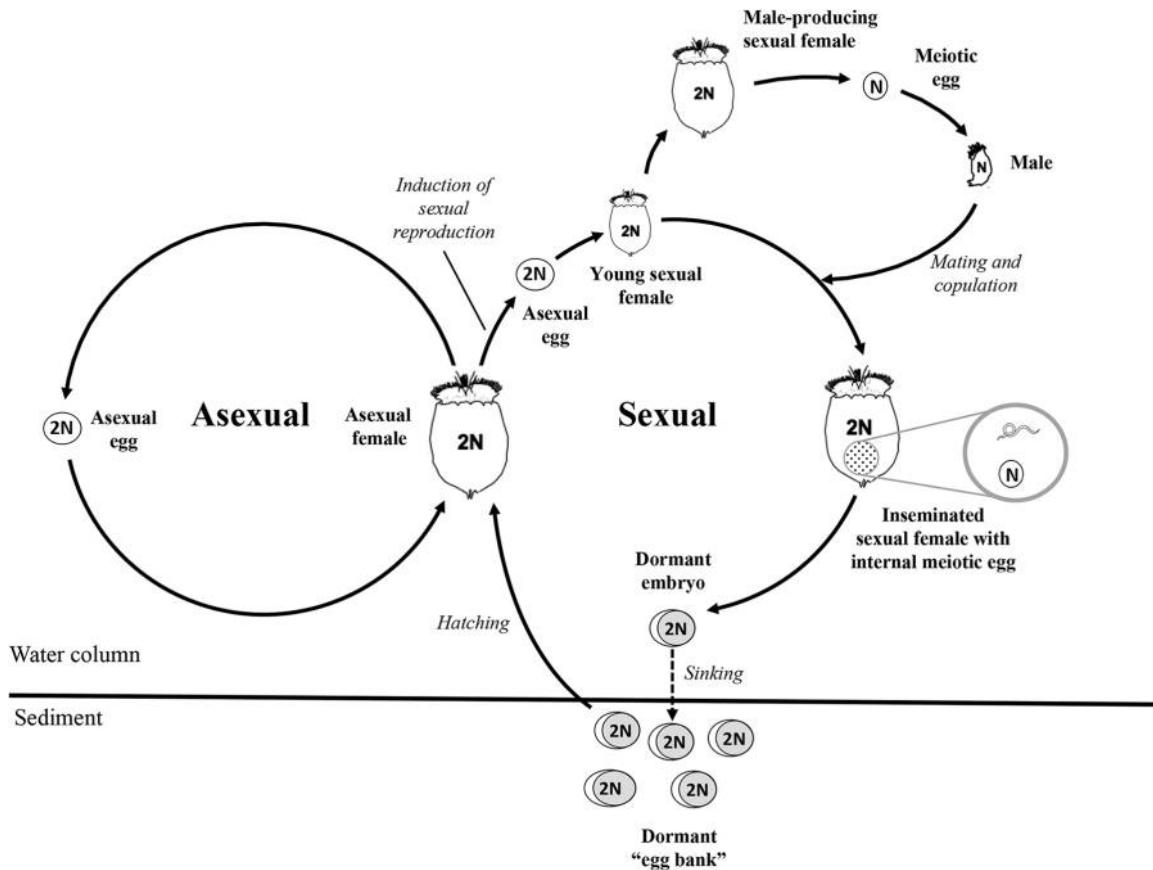 Male-producing
sexual female
2N
Meiotic
egg
N
Male
N
Induction of
sexual
reproduction
2N
Young sexual
female
2N
Asexual
egg
Mating and
copulation
2N
Asexual
egg
Asexual
Asexual
female
2N
Sexual
2N
N
Inseminated
sexual female with
internal meiotic egg
Dormant
embryo
2N
Hatching
Sinking
Water column
Sediment
2N
2N
2N
2N
2N
Dormant
“egg bank”